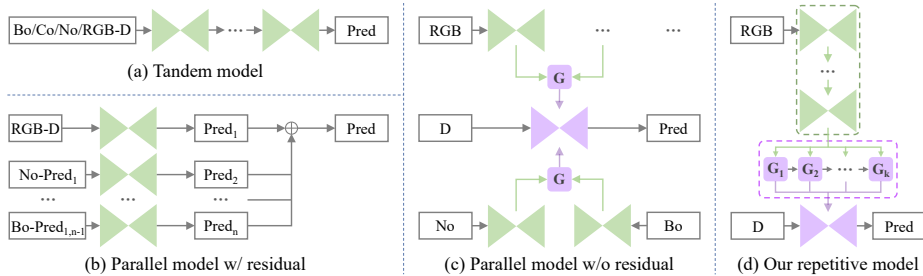 Bo/Co/No/RGB-D ... Pred
(a) Tandem model
RGB-D Pred1 Pred
No-Pred1 Pred2
... ... ...
Bo-Pred1,n-1 Predn
(b) Parallel model w/ residual
RGB ... ...
G
D Pred
G
No Bo
(c) Parallel model w/o residual
RGB
...
G1 G2 ... Gk
D Pred
(d) Our repetitive model